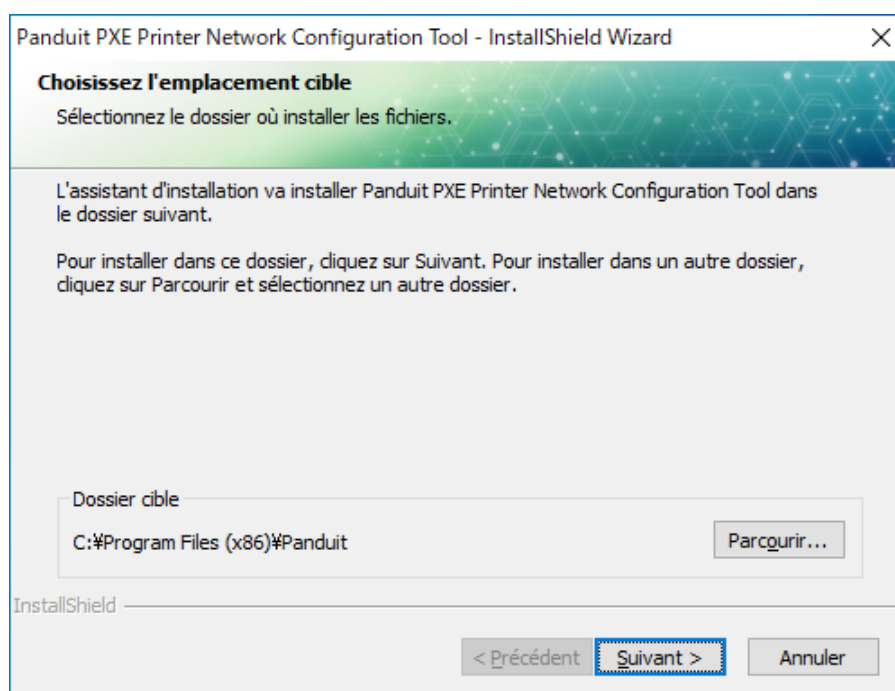 Panduit PXE Printer Network Configuration Tool - InstallShield Wizard
Choisissez l'emplacement cible
Sélectionnez le dossier où installer les fichiers.
L'assistant d'installation va installer Panduit PXE Printer Network Configuration Tool dans
le dossier suivant.
Pour installer dans ce dossier, cliquez sur Suivant. Pour installer dans un autre dossier,
cliquez sur Parcourir et sélectionnez un autre dossier.
Dossier cible
C:¥Program Files (x86)¥Panduit
Parcourir...
InstallShield
< Précédent
Suivant >
Annuler